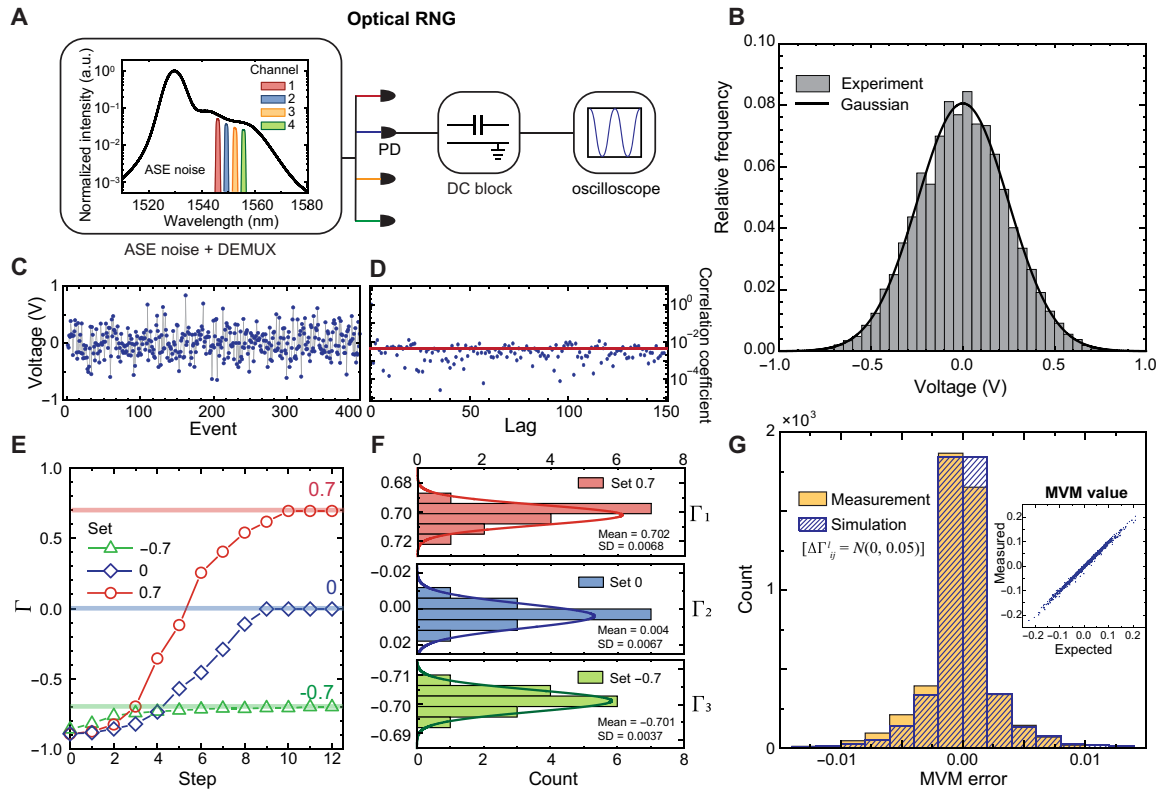 A
Optical RNG
Normalized intensity (a.u.)
10⁰
10⁻¹
10⁻²
10⁻³
Channel
1
2
3
4
ASE noise
1520 1540 1560 1580
Wavelength (nm)
ASE noise + DEMUX
PD
DC block
oscilloscope
B
Relative frequency
0.10
0.08
0.06
0.04
0.02
0.00
Experiment
Gaussian
−1.0 −0.5 0.0 0.5 1.0
Voltage (V)
C
Voltage (V)
1
0
−1
0 100 200 300 400
Event
D
10⁰
10⁻²
10⁻⁴
Correlation coefficient
0 50 100 150
Lag
E
Γ
1.0
0.5
0.0
−0.5
−1.0
0.7
0
-0.7
Set
−0.7
0
0.7
0 2 4 6 8 10 12
Step
F
0 2 4 6 8
0.68
0.70
0.72
Set 0.7
Mean = 0.702
SD = 0.0068
Γ₁
−0.02
0.00
0.02
Set 0
Mean = 0.004
SD = 0.0067
Γ₂
−0.71
−0.70
−0.69
Set −0.7
Mean = −0.701
SD = 0.0037
Γ₃
0 2 4 6 8
Count
G
×10³
2
1
0
Count
Measurement
Simulation
[ΔΓˡᵢⱼ = N(0, 0.05)]
MVM value
Measured
0.2
0.1
0.0
−0.1
−0.2
−0.2 −0.1 0.0 0.1 0.2
Expected
−0.01 0.00 0.01
MVM error